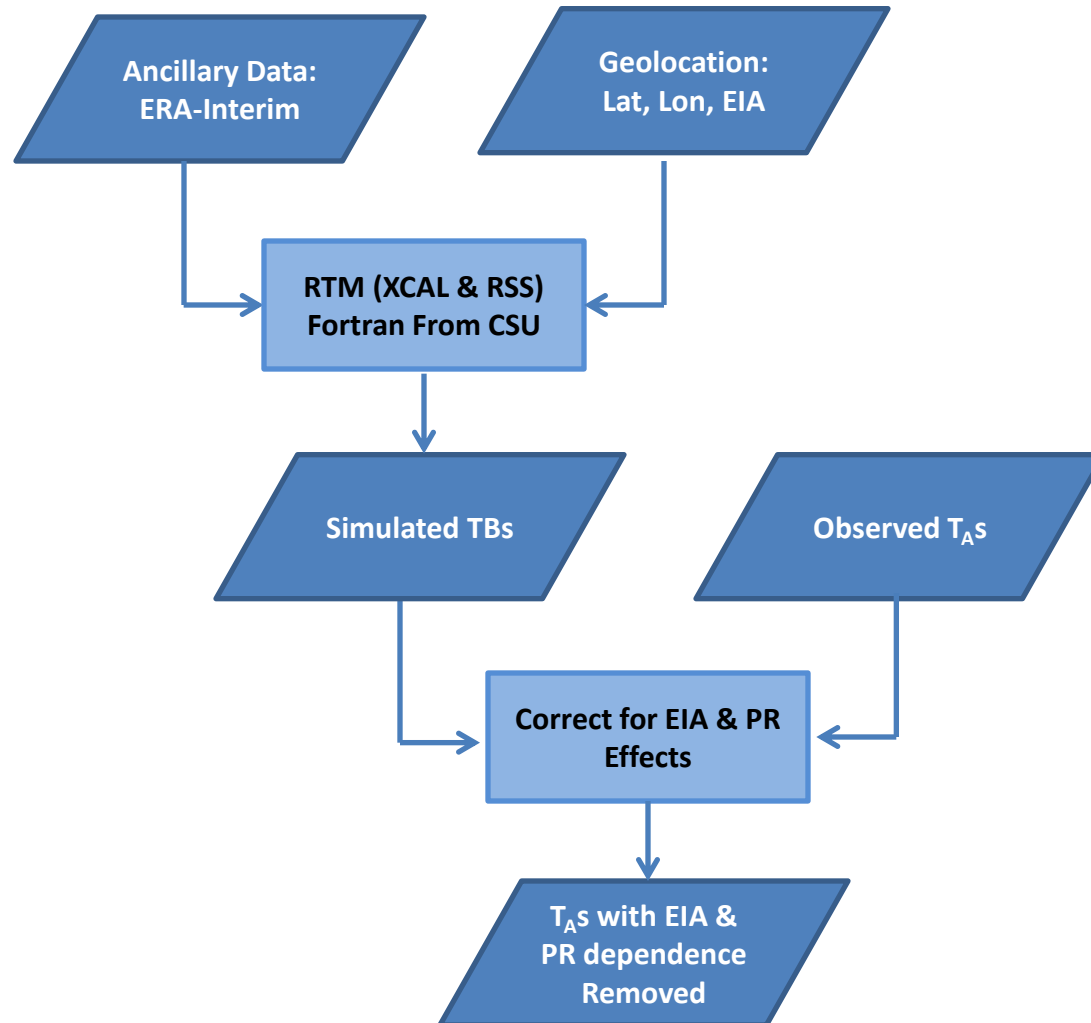 Ancillary Data:
ERA-Interim
Geolocation:
Lat, Lon, EIA
RTM (XCAL & RSS)
Fortran From CSU
Simulated TBs
Observed TAs
Correct for EIA & PR
Effects
TAs with EIA &
PR dependence
Removed